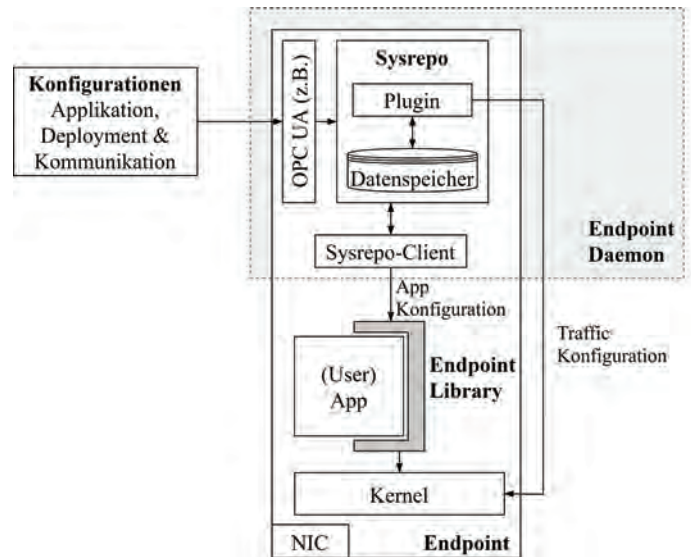 Konfigurationen
Applikation,
Deployment &
Kommunikation
OPC UA (z.B.)
Sysrepo
Plugin
Datenspeicher
Endpoint
Daemon
Sysrepo-Client
App
Konfiguration
Traffic
Konfiguration
(User)
App
Endpoint
Library
Kernel
NIC
Endpoint